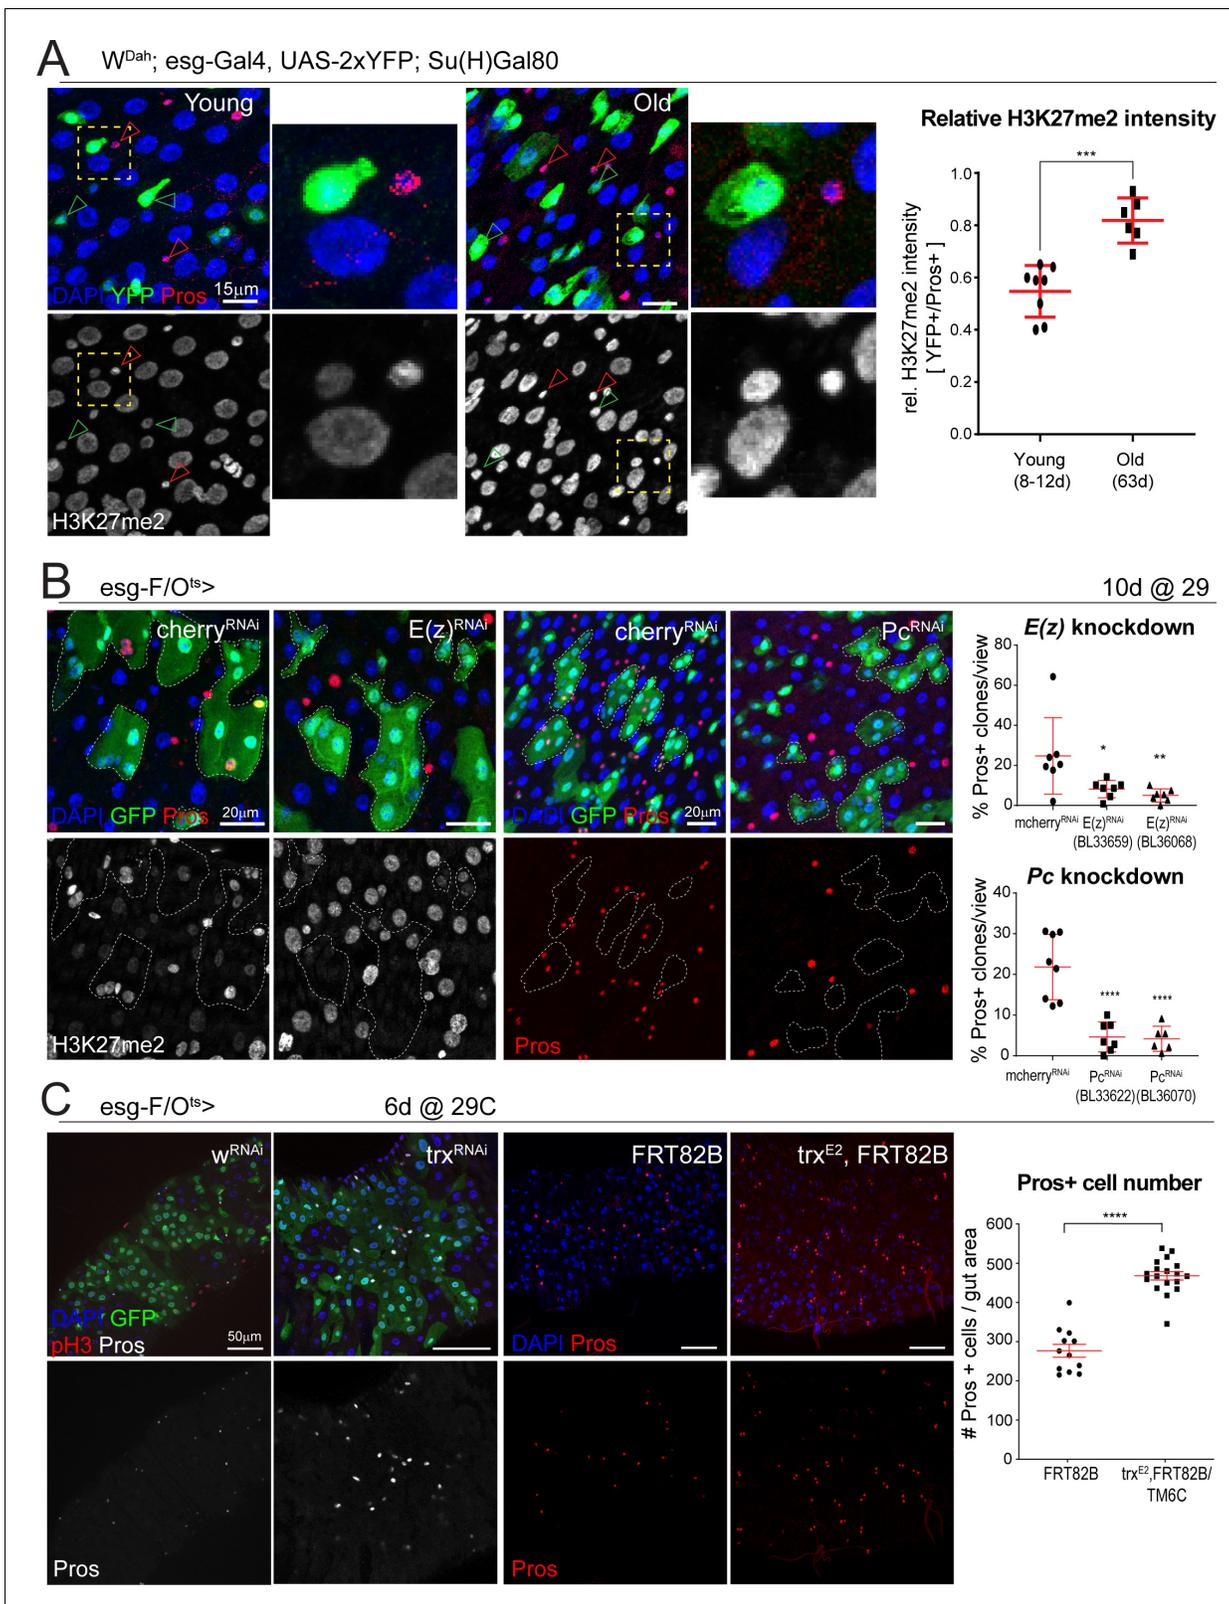 A
W^Dah; esg-Gal4, UAS-2xYFP; Su(H)Gal80
Young
DAPI YFP Pros
15μm
Old
H3K27me2
Relative H3K27me2 intensity
***
rel. H3K27me2 intensity
[ YFP+/Pros+ ]
1.0
0.8
0.6
0.4
0.2
0.0
Young
(8-12d)
Old
(63d)
B
esg-F/O^ts>
10d @ 29
cherry^RNAi
DAPI GFP Pros
20μm
E(z)^RNAi
cherry^RNAi
DAPI GFP Pros
20μm
Pc^RNAi
H3K27me2
Pros
E(z) knockdown
% Pros+ clones/view
80
60
40
20
0
*
**
mcherry^RNAi
E(z)^RNAi
(BL33659)
E(z)^RNAi
(BL36068)
Pc knockdown
% Pros+ clones/view
40
30
20
10
0
****
****
mcherry^RNAi
Pc^RNAi
(BL33622)
Pc^RNAi
(BL36070)
C
esg-F/O^ts>
6d @ 29C
w^RNAi
DAPI GFP
pH3 Pros
50μm
trx^RNAi
FRT82B
DAPI Pros
trx^E2, FRT82B
Pros
Pros
Pros+ cell number
****
# Pros + cells / gut area
600
500
400
300
200
100
0
FRT82B
trx^E2,FRT82B/
TM6C